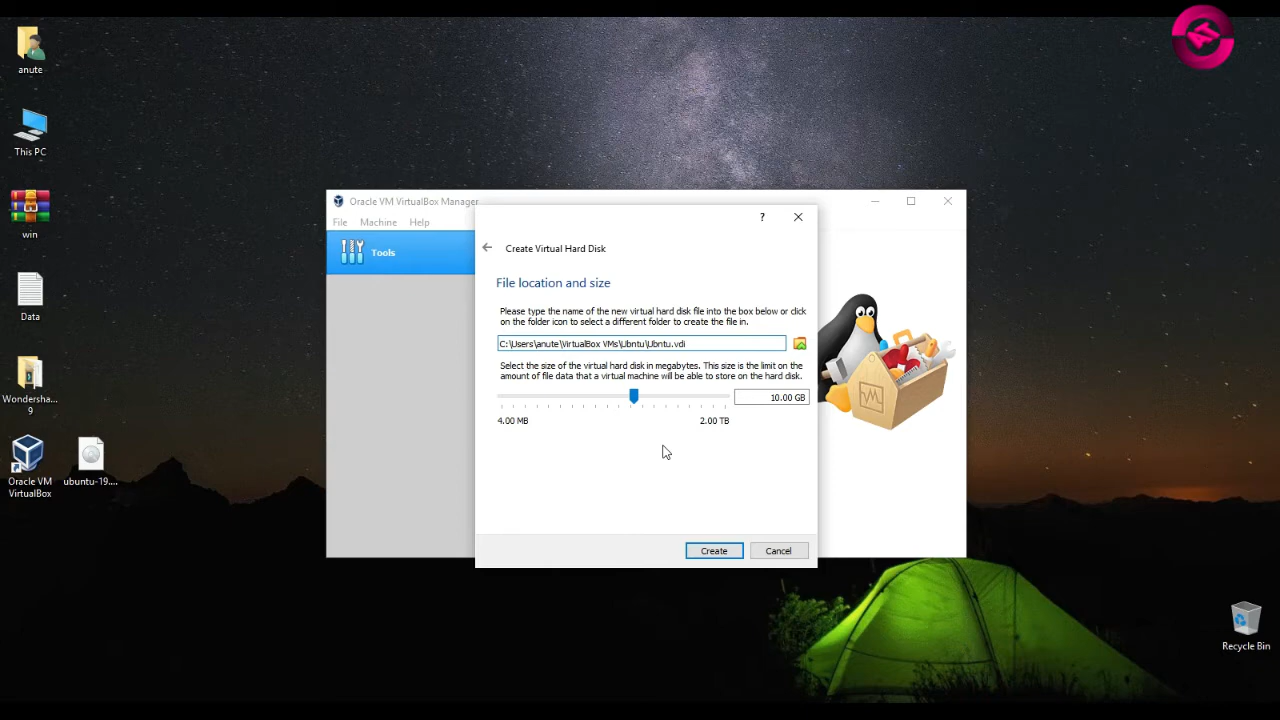 anute
This PC
win
Data
Wondersha...
9
Oracle VM
VirtualBox
ubuntu-19....
Oracle VM VirtualBox Manager
File Machine Help
Tools
?
Create Virtual Hard Disk
File location and size
Please type the name of the new virtual hard disk file into the box below or click
on the folder icon to select a different folder to create the file in.
C:\Users\anute\VirtualBox VMs\Ubntu\Ubntu.vdi
Select the size of the virtual hard disk in megabytes. This size is the limit on the
amount of file data that a virtual machine will be able to store on the hard disk.
10.00 GB
4.00 MB 2.00 TB
Create Cancel
Recycle Bin